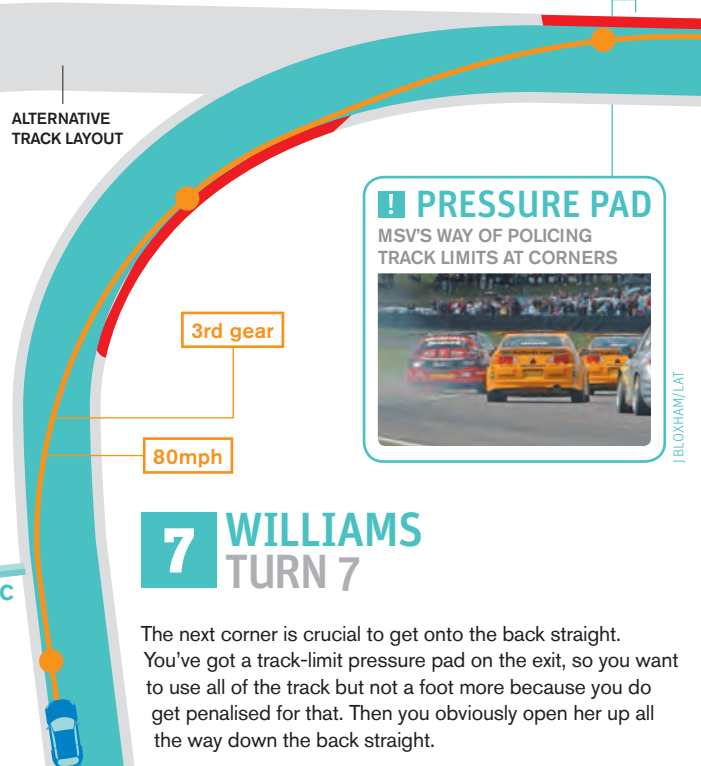 ALTERNATIVE
TRACK LAYOUT
! PRESSURE PAD
MSV'S WAY OF POLICING
TRACK LIMITS AT CORNERS
J BLOXHAM/LAT
3rd gear
80mph
C
7 WILLIAMS
TURN 7
The next corner is crucial to get onto the back straight.
You've got a track-limit pressure pad on the exit, so you want
to use all of the track but not a foot more because you do
get penalised for that. Then you obviously open her up all
the way down the back straight.